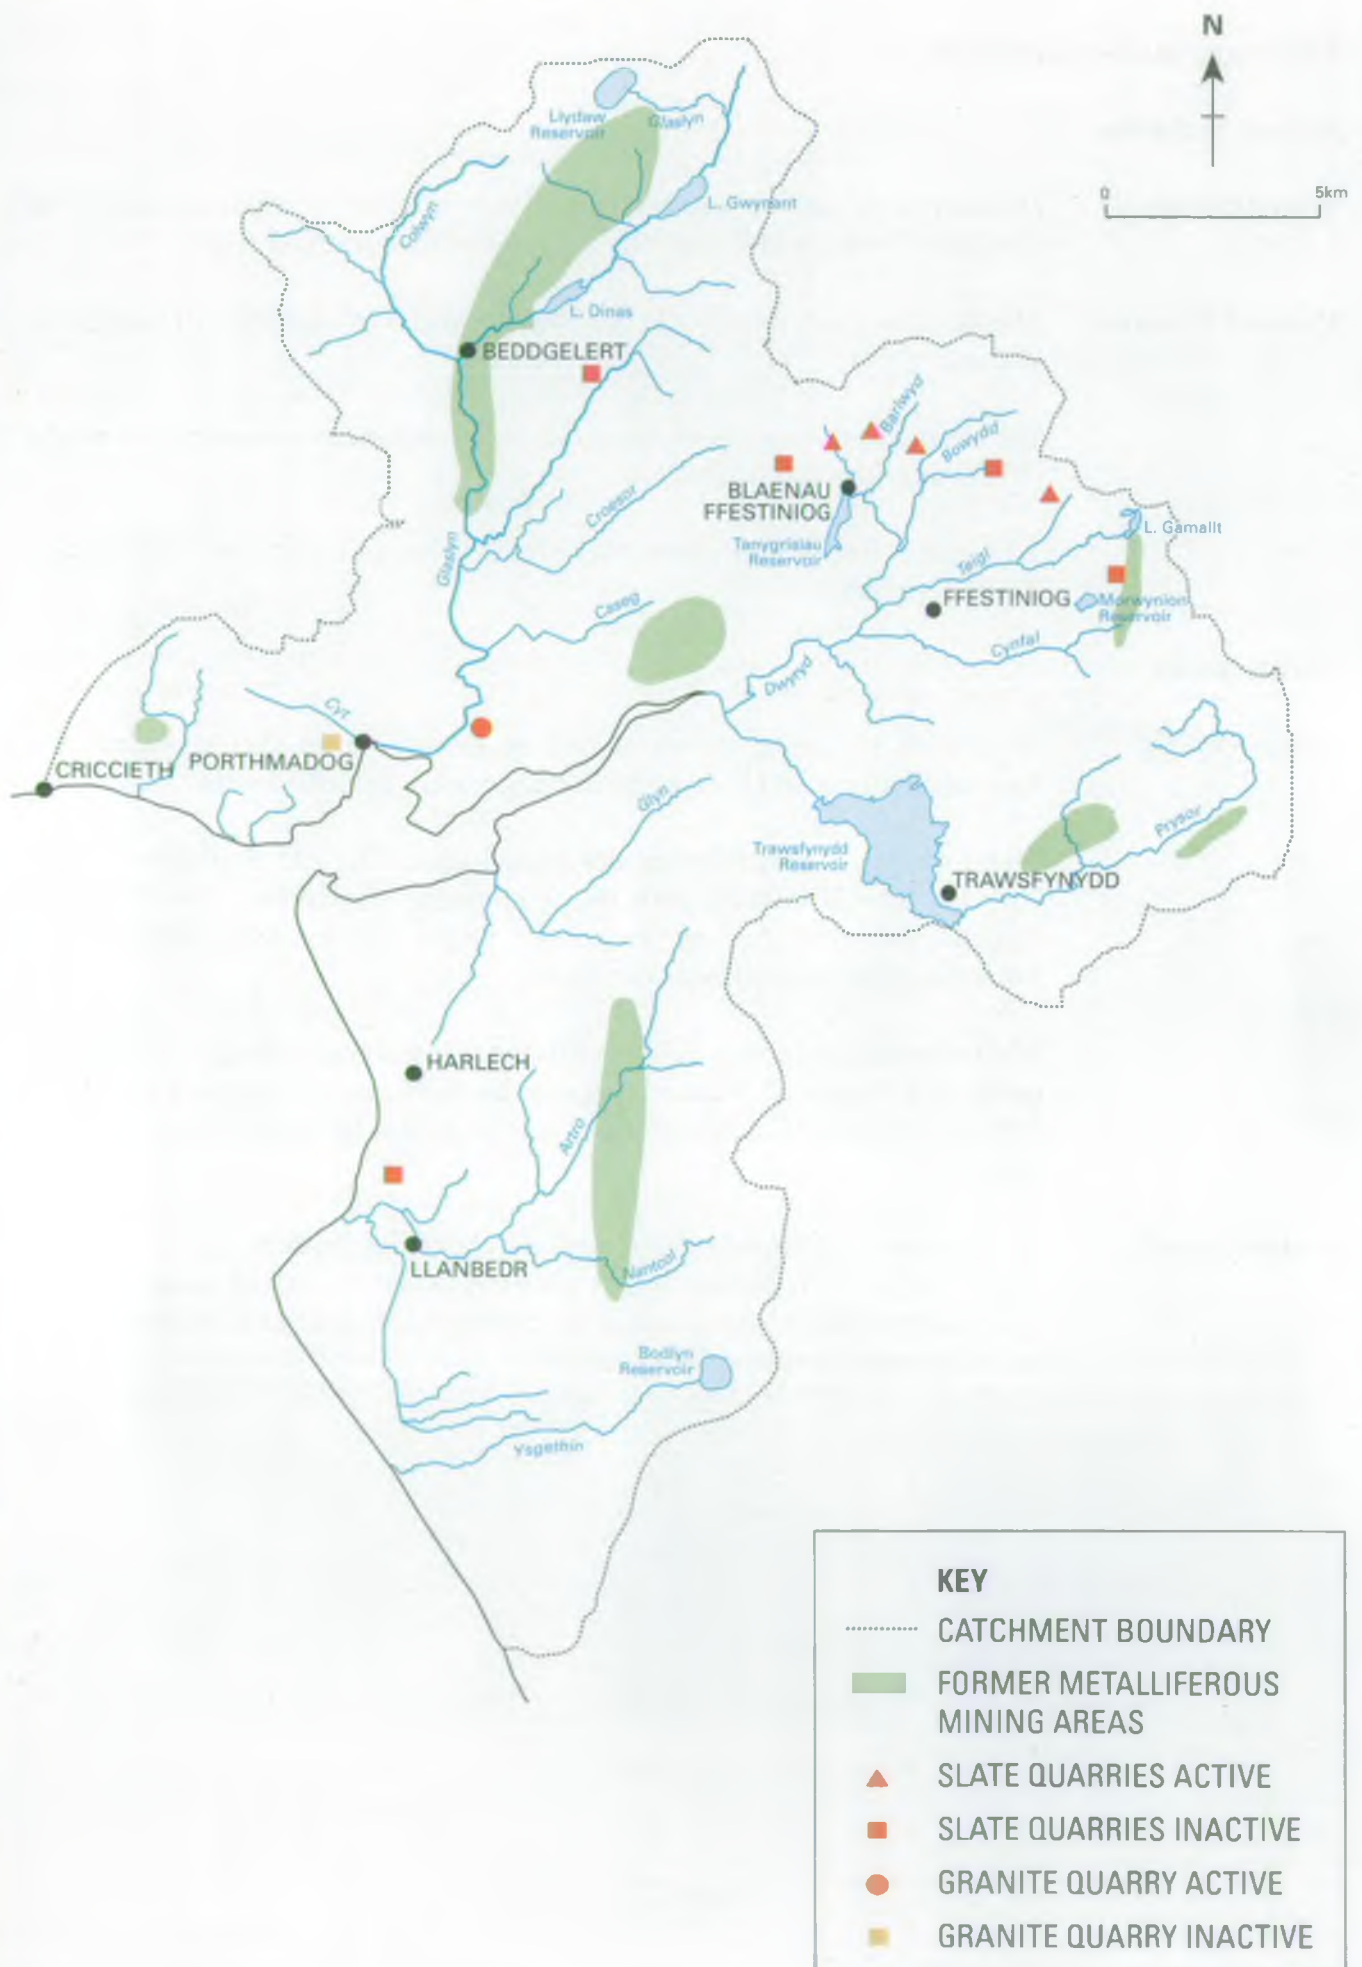 N
0 5km
Llydaw
Reservoir
Glaslyn
L. Gwynant
Colwyn
L. Dinas
BEDDGELERT
Barlwyd
Bowydd
BLAENAU
FFESTINIOG
Croesor
Tanygrisiau
Reservoir
L. Gamallt
Glaslyn
Teigl
Caseg
FFESTINIOG
Morwynion
Reservoir
Cynfal
Dwyryd
Cyt
PORTHMADOG
CRICCIETH
Glyn
Prysor
Trawsfynydd
Reservoir
TRAWSFYNYDD
HARLECH
Artro
LLANBEDR
Nantcol
Bodlyn
Reservoir
Ysgethin
KEY
CATCHMENT BOUNDARY
FORMER METALLIFEROUS
MINING AREAS
SLATE QUARRIES ACTIVE
SLATE QUARRIES INACTIVE
GRANITE QUARRY ACTIVE
GRANITE QUARRY INACTIVE